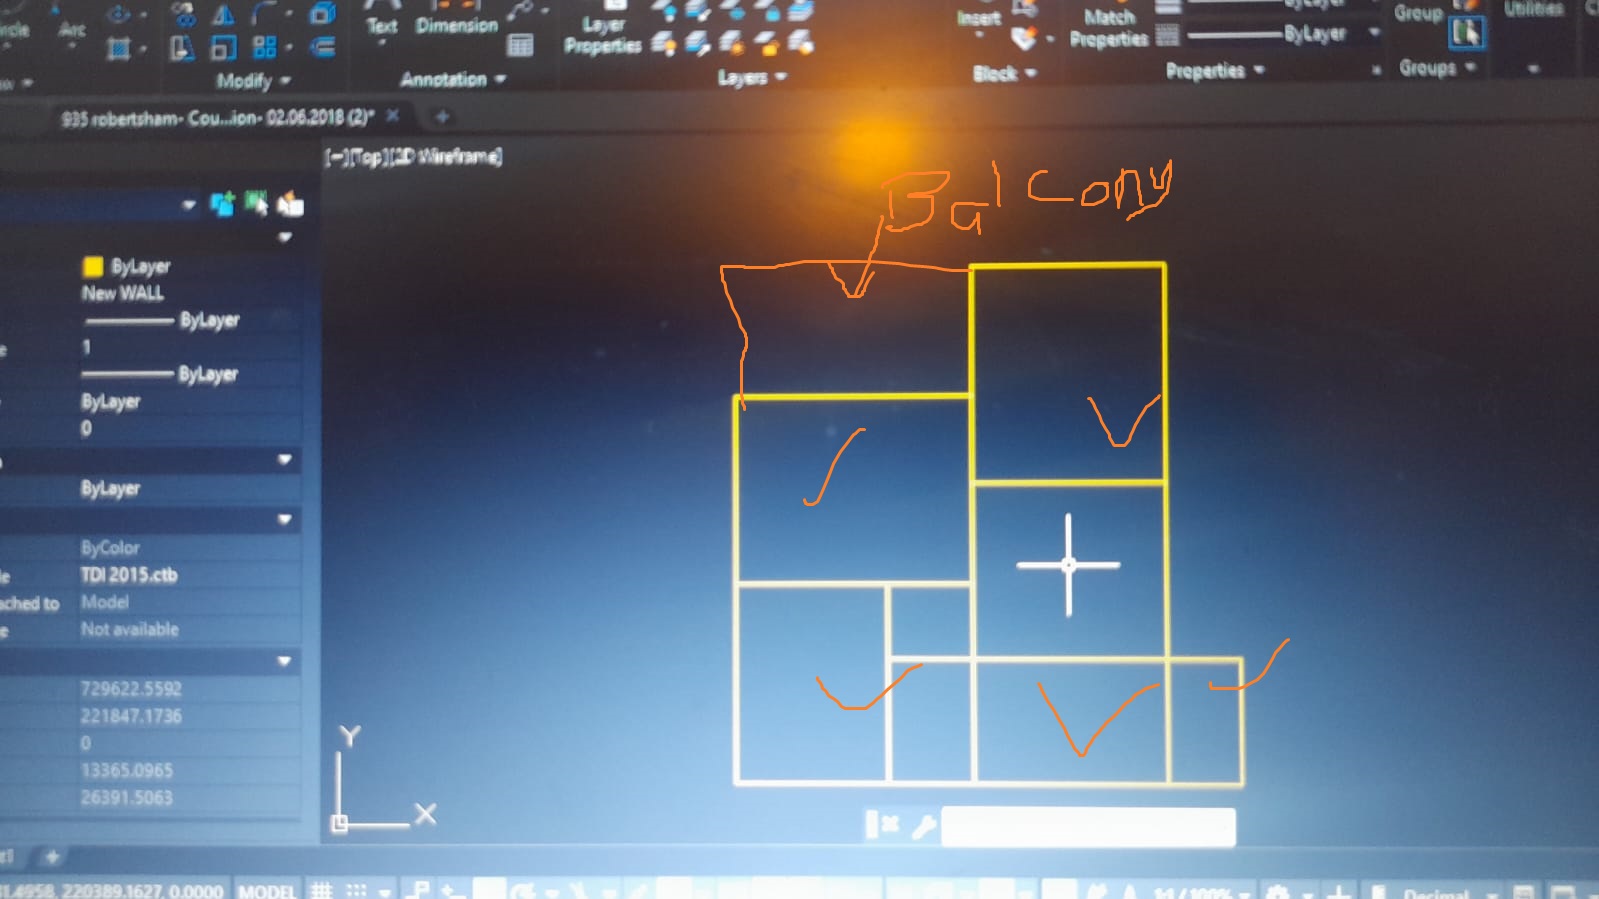 Arc
Text
Dimension
Layer
Properties
Insert
Match
Properties
ByLayer
ByLayer
Group
Utilities
Modify
Annotation
Layers
Block
Properties
Groups
935 robertsham- Cou...ion- 02.06.2018 (2)*
[−][Top][2D Wireframe]
Balcony
ByLayer
New WALL
ByLayer
1
ByLayer
ByLayer
0
ByLayer
ByColor
TDI 2015.ctb
ached to Model
Not available
729622.5592
221847.1736
0
13365.0965
26391.5063
Y
X
1.4958, 220389.1627, 0.0000 MODEL
1:1 / 100%
Decimal